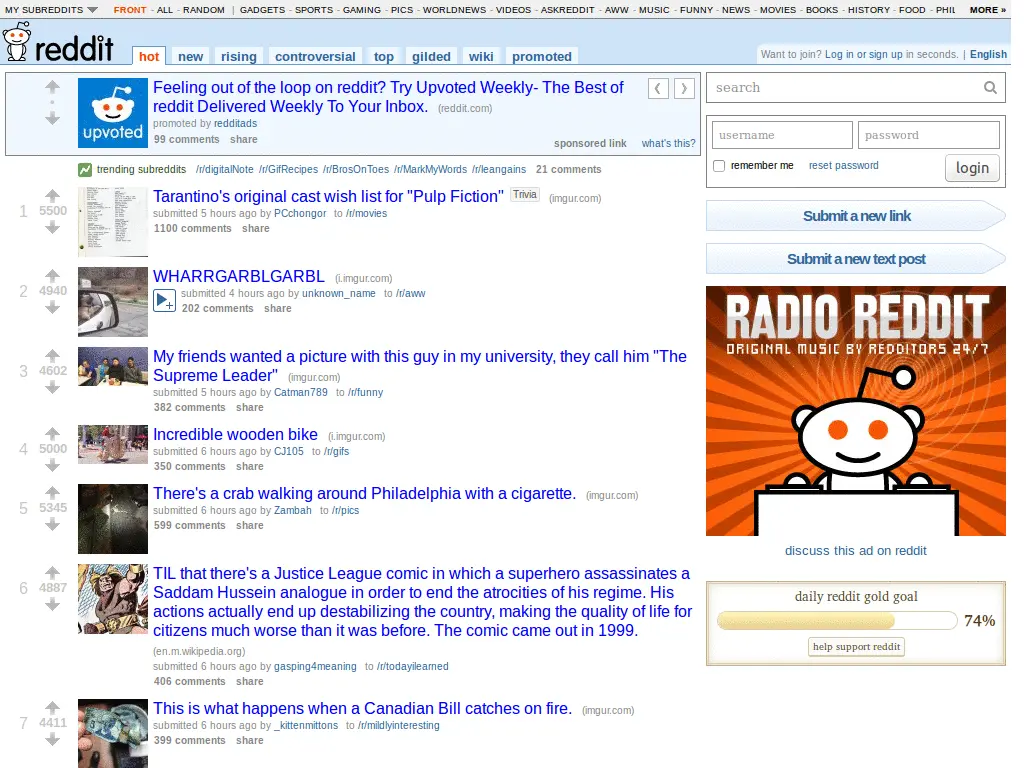 MY SUBREDDITS FRONT - ALL - RANDOM | GADGETS - SPORTS - GAMING - PICS - WORLDNEWS - VIDEOS - ASKREDDIT - AWW - MUSIC - FUNNY - NEWS - MOVIES - BOOKS - HISTORY - FOOD - PHIL MORE »
reddit hot new rising controversial top gilded wiki promoted
Want to join? Log in or sign up in seconds. | English
Feeling out of the loop on reddit? Try Upvoted Weekly- The Best of
reddit Delivered Weekly To Your Inbox. (reddit.com)
promoted by redditads
99 comments share
sponsored link what's this?
upvoted
trending subreddits /r/digitalNote /r/GifRecipes /r/BrosOnToes /r/MarkMyWords /r/leangains 21 comments
1 5500
Tarantino's original cast wish list for "Pulp Fiction" Trivia (imgur.com)
submitted 5 hours ago by PCchongor to /r/movies
1100 comments share
2 4940
WHARRGARBLGARBL (i.imgur.com)
submitted 4 hours ago by unknown_name to /r/aww
202 comments share
3 4602
My friends wanted a picture with this guy in my university, they call him "The
Supreme Leader" (imgur.com)
submitted 5 hours ago by Catman789 to /r/funny
382 comments share
4 5000
Incredible wooden bike (i.imgur.com)
submitted 6 hours ago by CJ105 to /r/gifs
350 comments share
5 5345
There's a crab walking around Philadelphia with a cigarette. (imgur.com)
submitted 6 hours ago by Zambah to /r/pics
599 comments share
6 4887
TIL that there's a Justice League comic in which a superhero assassinates a
Saddam Hussein analogue in order to end the atrocities of his regime. His
actions actually end up destabilizing the country, making the quality of life for
citizens much worse than it was before. The comic came out in 1999.
(en.m.wikipedia.org)
submitted 6 hours ago by gasping4meaning to /r/todayilearned
406 comments share
7 4411
This is what happens when a Canadian Bill catches on fire. (imgur.com)
submitted 6 hours ago by _kittenmittons to /r/mildlyinteresting
399 comments share
search
username password
remember me reset password login
Submit a new link
Submit a new text post
RADIO REDDIT
ORIGINAL MUSIC BY REDDITORS 24/7
discuss this ad on reddit
daily reddit gold goal
74%
help support reddit